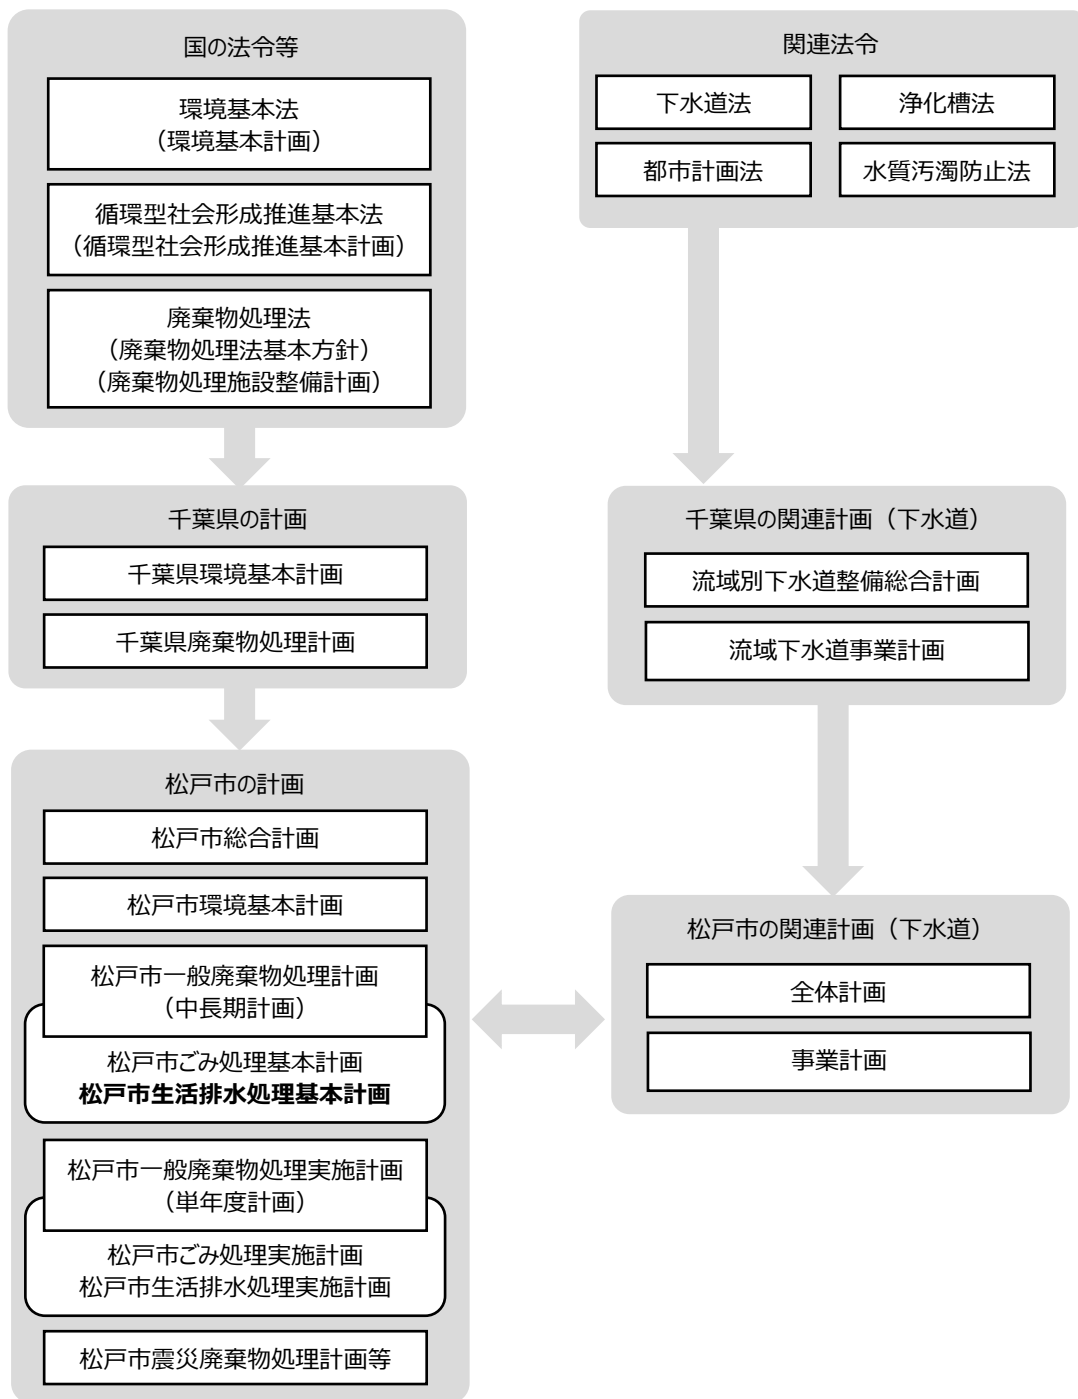 国の法令等
環境基本法
（環境基本計画）
循環型社会形成推進基本法
（循環型社会形成推進基本計画）
廃棄物処理法
（廃棄物処理法基本方針）
（廃棄物処理施設整備計画）
関連法令
下水道法
浄化槽法
都市計画法
水質汚濁防止法
千葉県の計画
千葉県環境基本計画
千葉県廃棄物処理計画
千葉県の関連計画（下水道）
流域別下水道整備総合計画
流域下水道事業計画
松戸市の計画
松戸市総合計画
松戸市環境基本計画
松戸市一般廃棄物処理計画
（中長期計画）
松戸市ごみ処理基本計画
松戸市生活排水処理基本計画
松戸市一般廃棄物処理実施計画
（単年度計画）
松戸市ごみ処理実施計画
松戸市生活排水処理実施計画
松戸市震災廃棄物処理計画等
松戸市の関連計画（下水道）
全体計画
事業計画